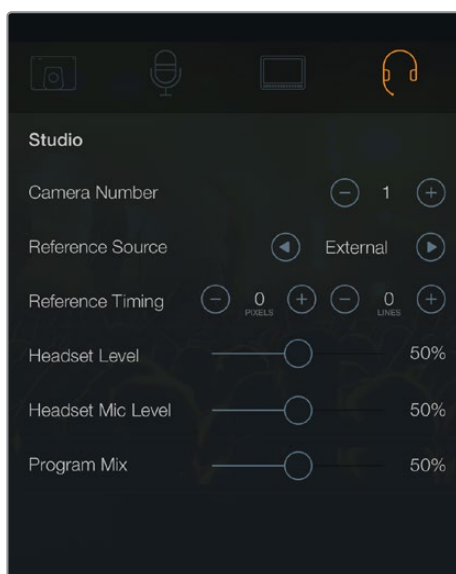 Studio
Camera Number 1
Reference Source External
Reference Timing 0 PIXELS 0 LINES
Headset Level 50%
Headset Mic Level 50%
Program Mix 50%